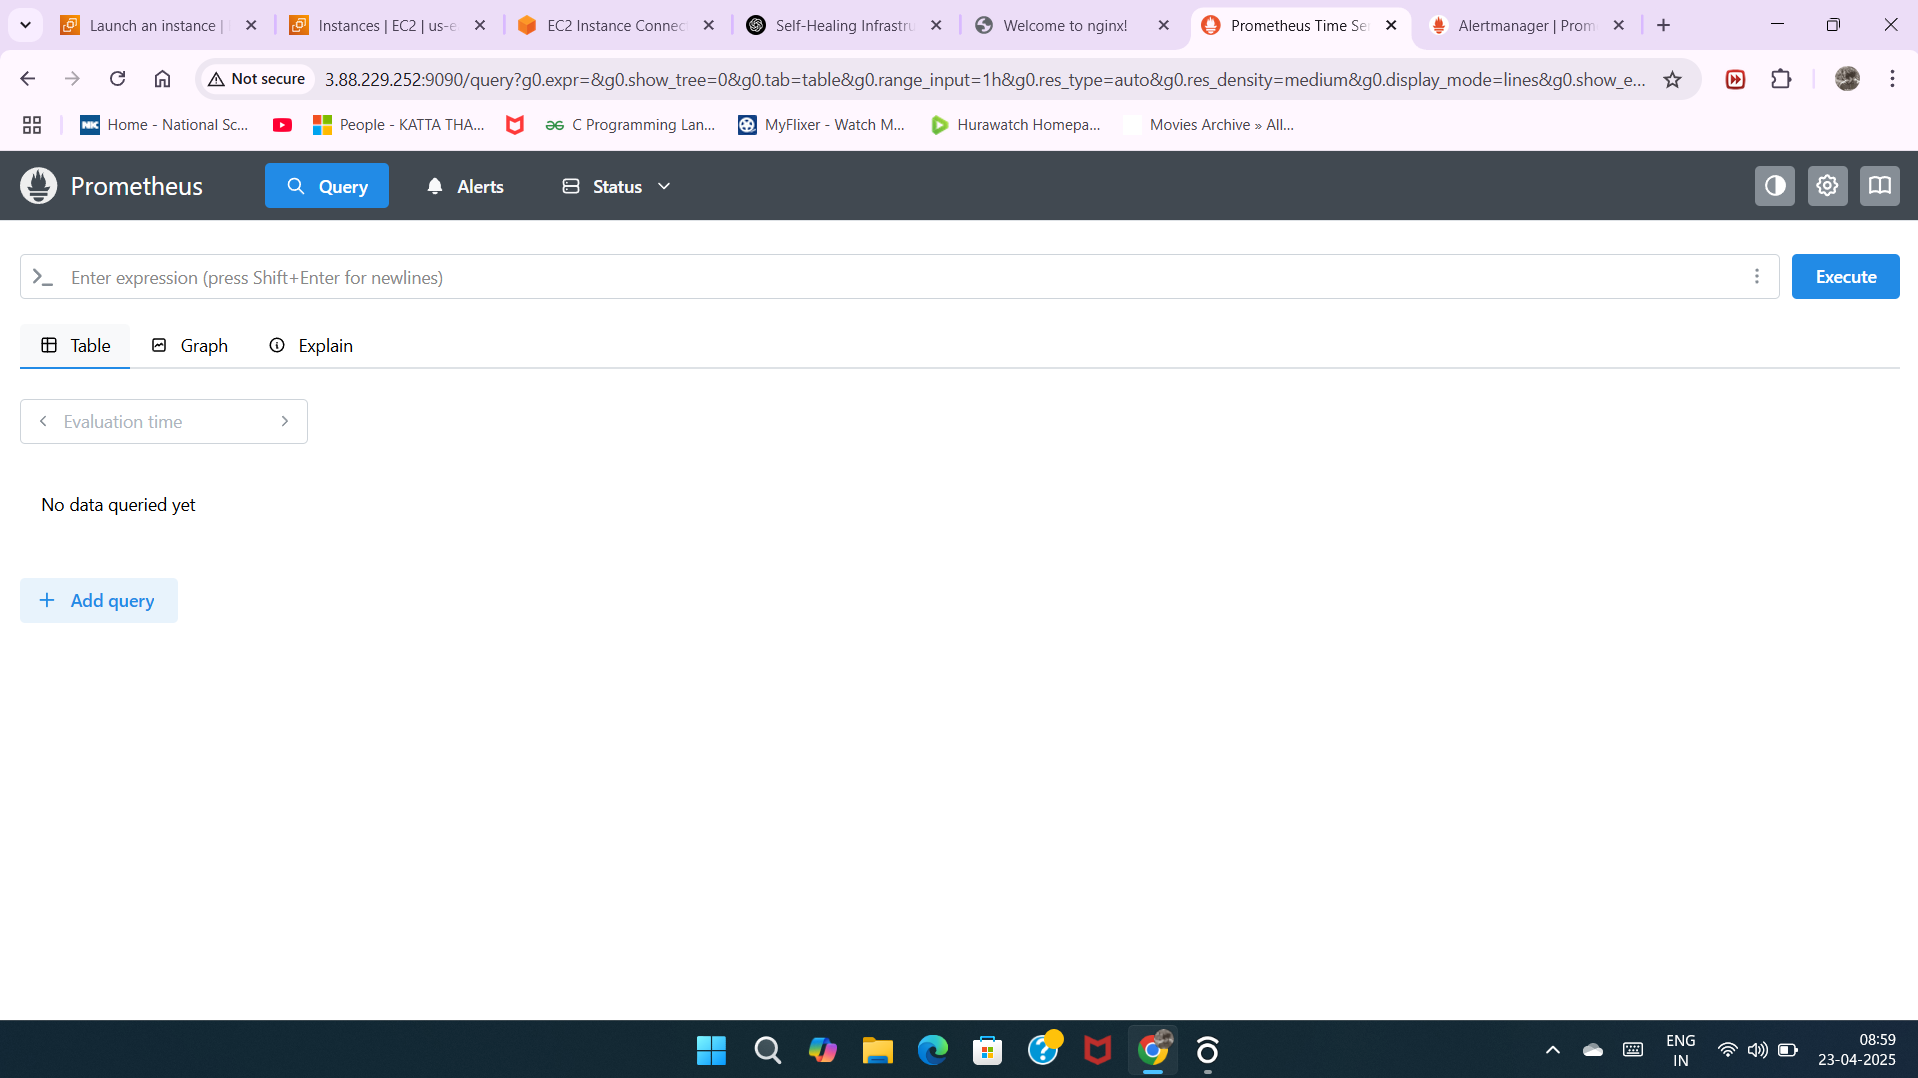 Launch an instance |
Instances | EC2 | us-e
EC2 Instance Connect
Self-Healing Infrastru
Welcome to nginx!
Prometheus Time Ser
Alertmanager | Prom
Not secure
3.88.229.252:9090/query?g0.expr=&g0.show_tree=0&g0.tab=table&g0.range_input=1h&g0.res_type=auto&g0.res_density=medium&g0.display_mode=lines&g0.show_e...
NK Home - National Sc...
People - KATTA THA...
C Programming Lan...
MyFlixer - Watch M...
Hurawatch Homepa...
Movies Archive » All...
Prometheus
Query
Alerts
Status
Enter expression (press Shift+Enter for newlines)
Execute
Table
Graph
Explain
Evaluation time
No data queried yet
+ Add query
ENG
IN
08:59
23-04-2025